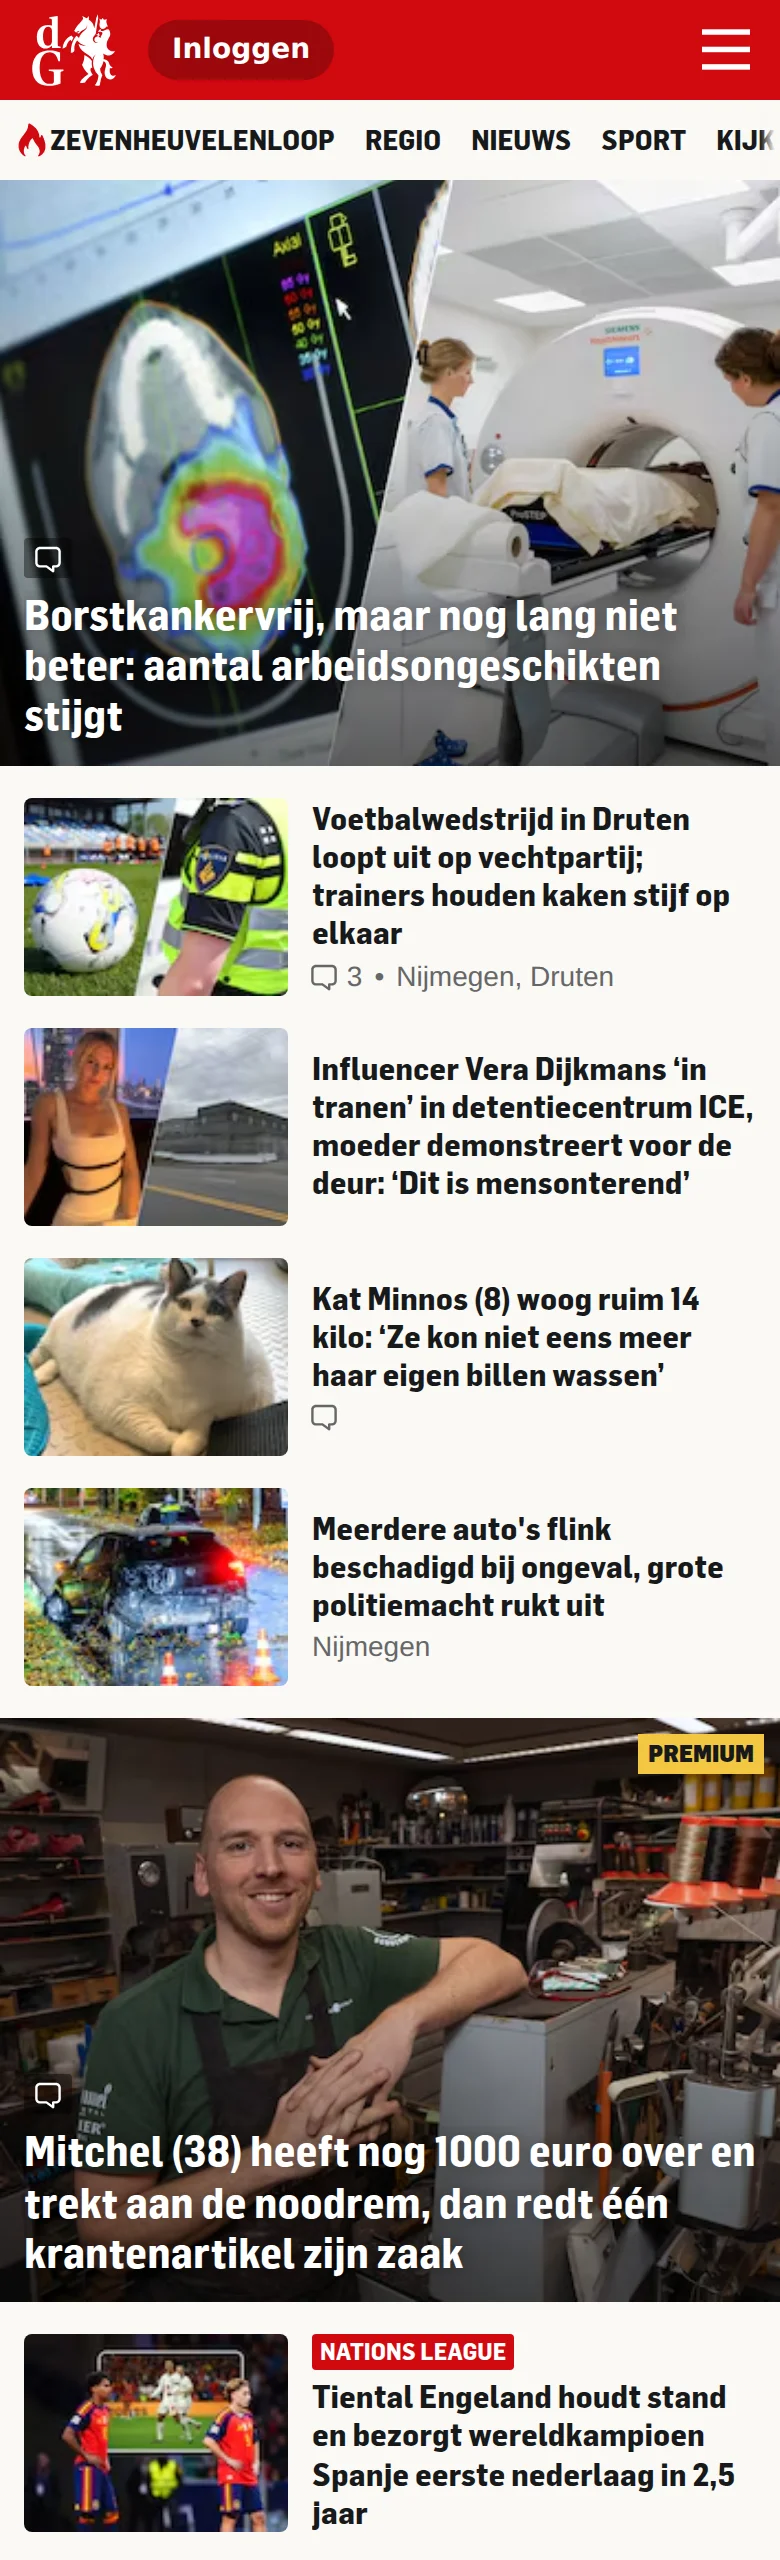 dG
Inloggen
ZEVENHEUVELENLOOP REGIO NIEUWS SPORT KIJK
Axial
SIEMENS
Healthineers
ProSTEP
Borstkankervrij, maar nog lang niet
beter: aantal arbeidsongeschikten
stijgt
Voetbalwedstrijd in Druten
loopt uit op vechtpartij;
trainers houden kaken stijf op
elkaar
3 • Nijmegen, Druten
Influencer Vera Dijkmans ‘in
tranen’ in detentiecentrum ICE,
moeder demonstreert voor de
deur: ‘Dit is mensonterend’
Kat Minnos (8) woog ruim 14
kilo: ‘Ze kon niet eens meer
haar eigen billen wassen’
Meerdere auto's flink
beschadigd bij ongeval, grote
politiemacht rukt uit
Nijmegen
PREMIUM
Mitchel (38) heeft nog 1000 euro over en
trekt aan de noodrem, dan redt één
krantenartikel zijn zaak
NATIONS LEAGUE
Tiental Engeland houdt stand
en bezorgt wereldkampioen
Spanje eerste nederlaag in 2,5
jaar